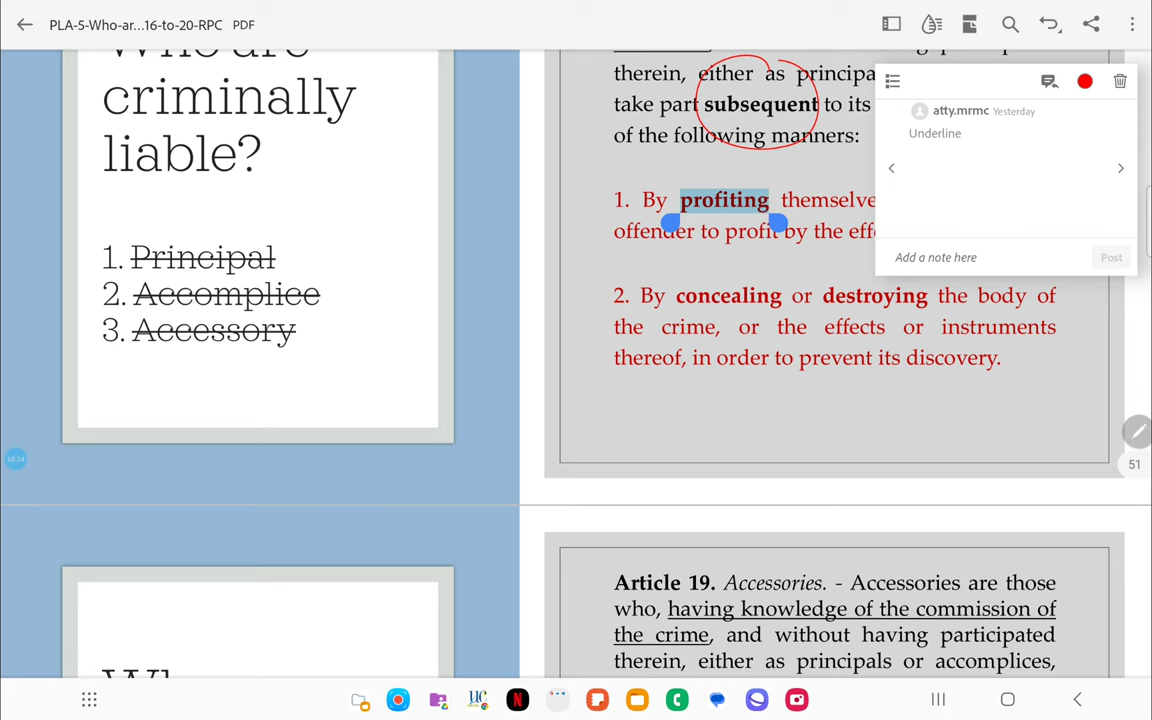 PLA-5-Who-ar...16-to-20-RPC PDF
criminally
liable?
1. Principal
2. Accomplice
3. Accessory
therein, either as principa
take part subsequent to its
of the following manners:
1. By profiting themselve
offender to profit by the eff
2. By concealing or destroying the body of
the crime, or the effects or instruments
thereof, in order to prevent its discovery.
atty.mrmc Yesterday
Underline
Add a note here Post
08:24
51
Article 19. Accessories. - Accessories are those
who, having knowledge of the commission of
the crime, and without having participated
therein, either as principals or accomplices,